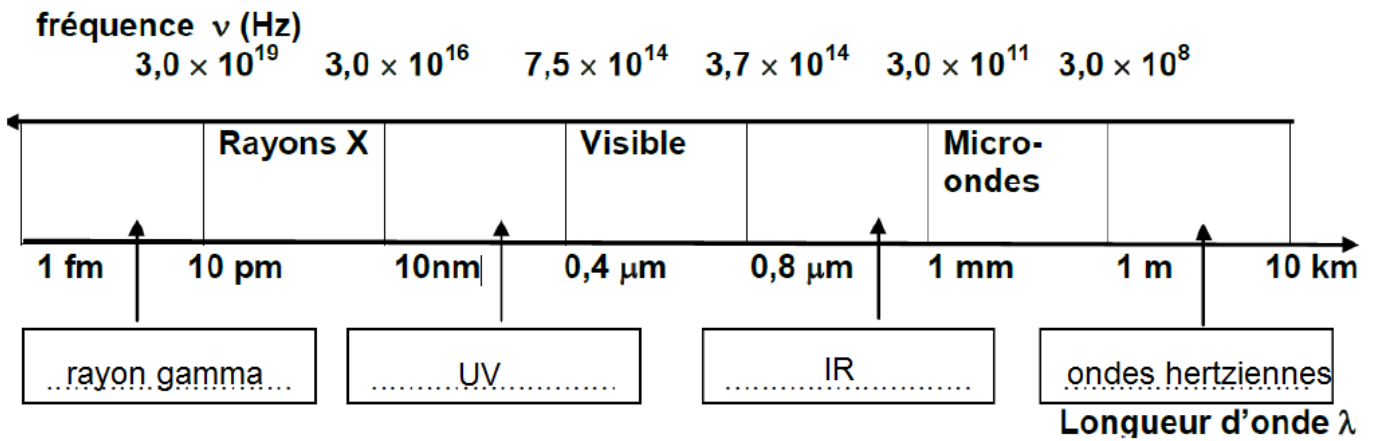 fréquence ν (Hz)
3,0 × 10¹⁹ 3,0 × 10¹⁶ 7,5 × 10¹⁴ 3,7 × 10¹⁴ 3,0 × 10¹¹ 3,0 × 10⁸
Rayons X Visible Micro-
ondes
1 fm 10 pm 10nm 0,4 μm 0,8 μm 1 mm 1 m 10 km
rayon gamma UV IR ondes hertziennes
Longueur d’onde λ